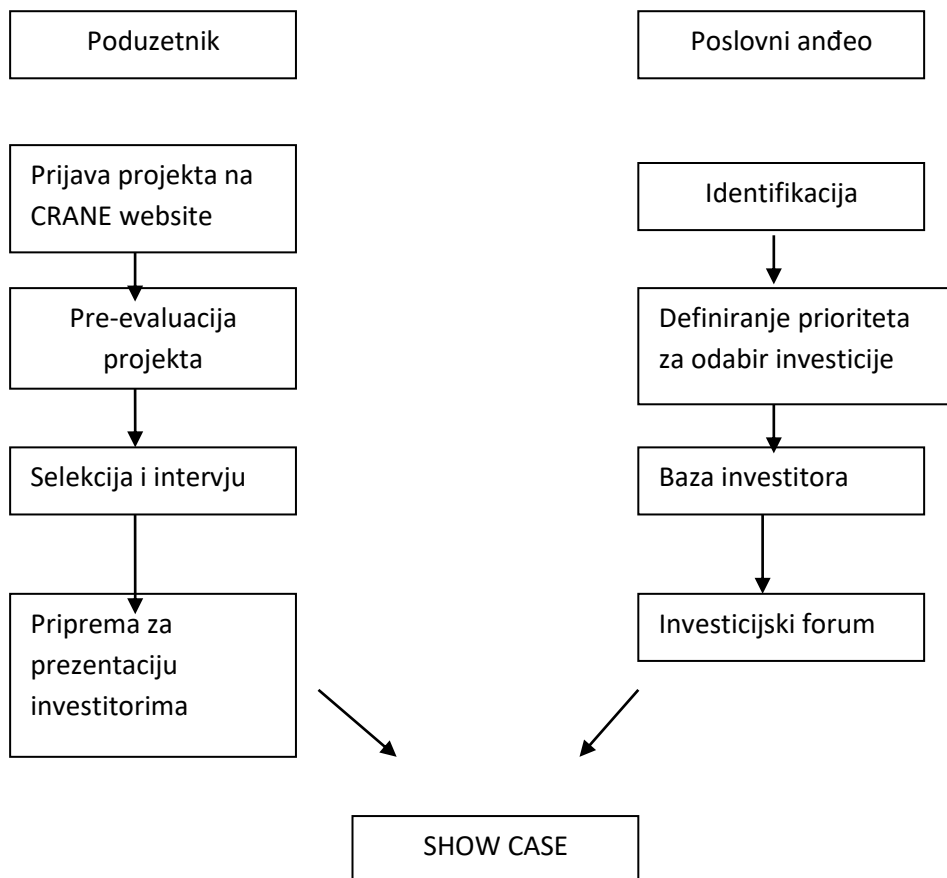 Poduzetnik
Poslovni anđeo
Prijava projekta na
CRANE website
Identifikacija
Pre-evaluacija
projekta
Definiranje prioriteta
za odabir investicije
Selekcija i intervju
Baza investitora
Priprema za
prezentaciju
investitorima
Investicijski forum
SHOW CASE